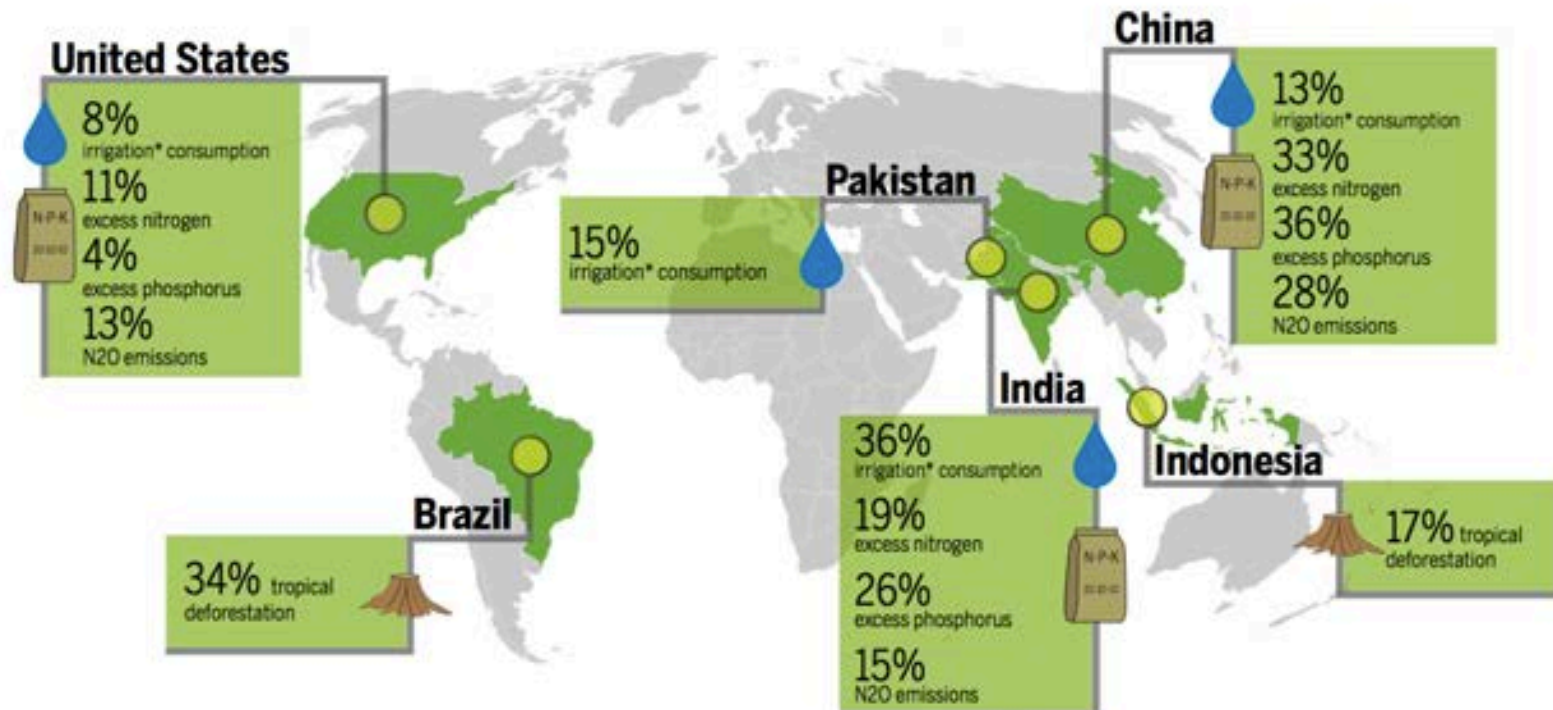 United States
8%
irrigation* consumption
11%
excess nitrogen
4%
excess phosphorus
13%
N2O emissions
N-P-K
Brazil
34% tropical
deforestation
Pakistan
15%
irrigation* consumption
China
13%
irrigation* consumption
33%
excess nitrogen
36%
excess phosphorus
28%
N2O emissions
N-P-K
India
36%
irrigation* consumption
19%
excess nitrogen
26%
excess phosphorus
15%
N2O emissions
N-P-K
Indonesia
17% tropical
deforestation